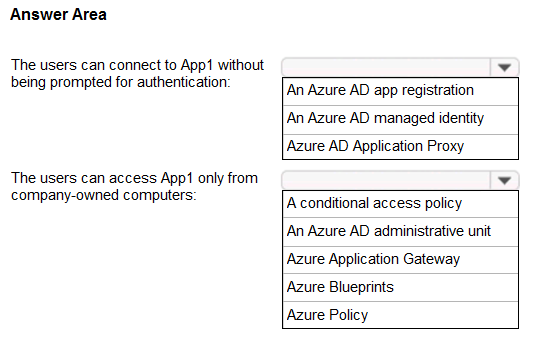 Answer Area
The users can connect to App1 without
being prompted for authentication:
An Azure AD app registration
An Azure AD managed identity
Azure AD Application Proxy
The users can access App1 only from
company-owned computers:
A conditional access policy
An Azure AD administrative unit
Azure Application Gateway
Azure Blueprints
Azure Policy